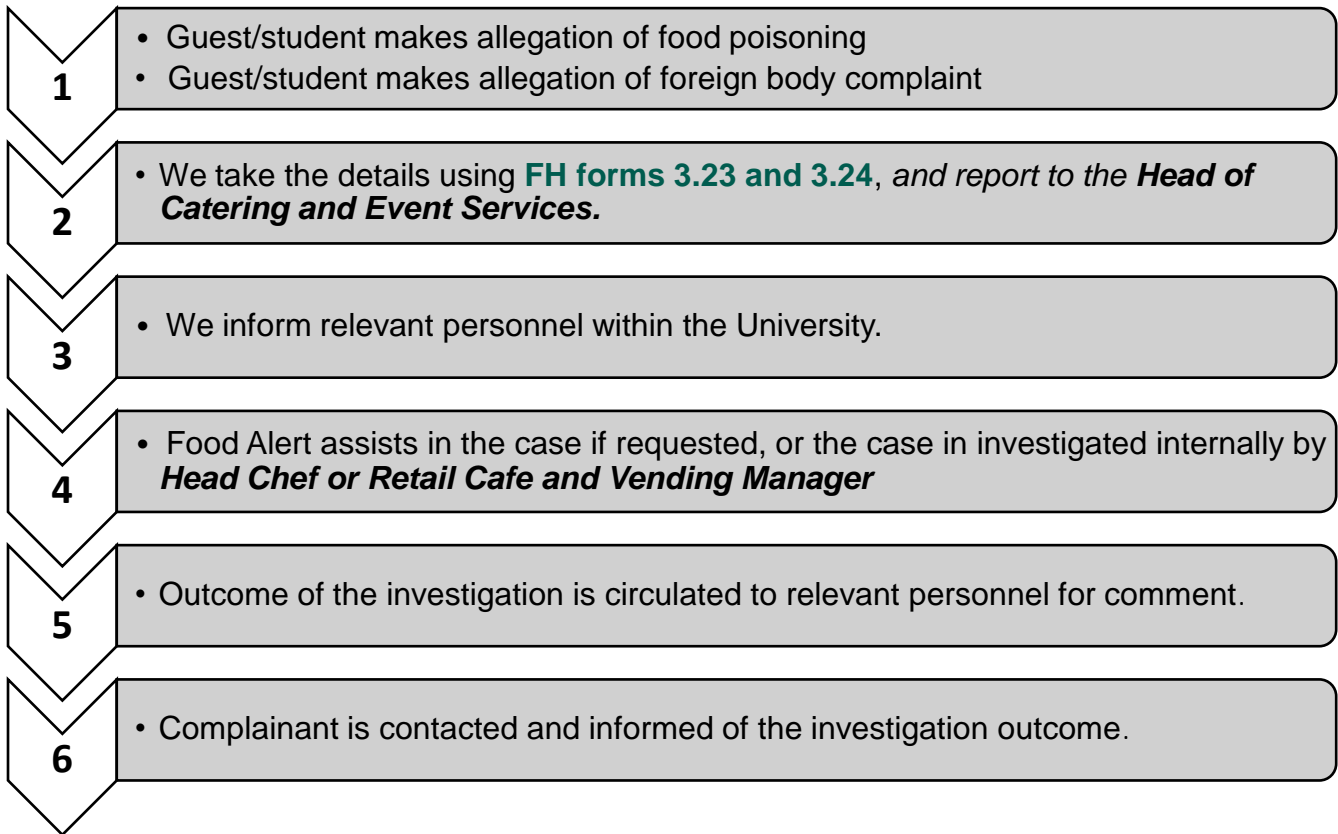 1
• Guest/student makes allegation of food poisoning
• Guest/student makes allegation of foreign body complaint
2
• We take the details using FH forms 3.23 and 3.24, and report to the Head of
Catering and Event Services.
3
• We inform relevant personnel within the University.
4
• Food Alert assists in the case if requested, or the case in investigated internally by
Head Chef or Retail Cafe and Vending Manager
5
• Outcome of the investigation is circulated to relevant personnel for comment.
6
• Complainant is contacted and informed of the investigation outcome.